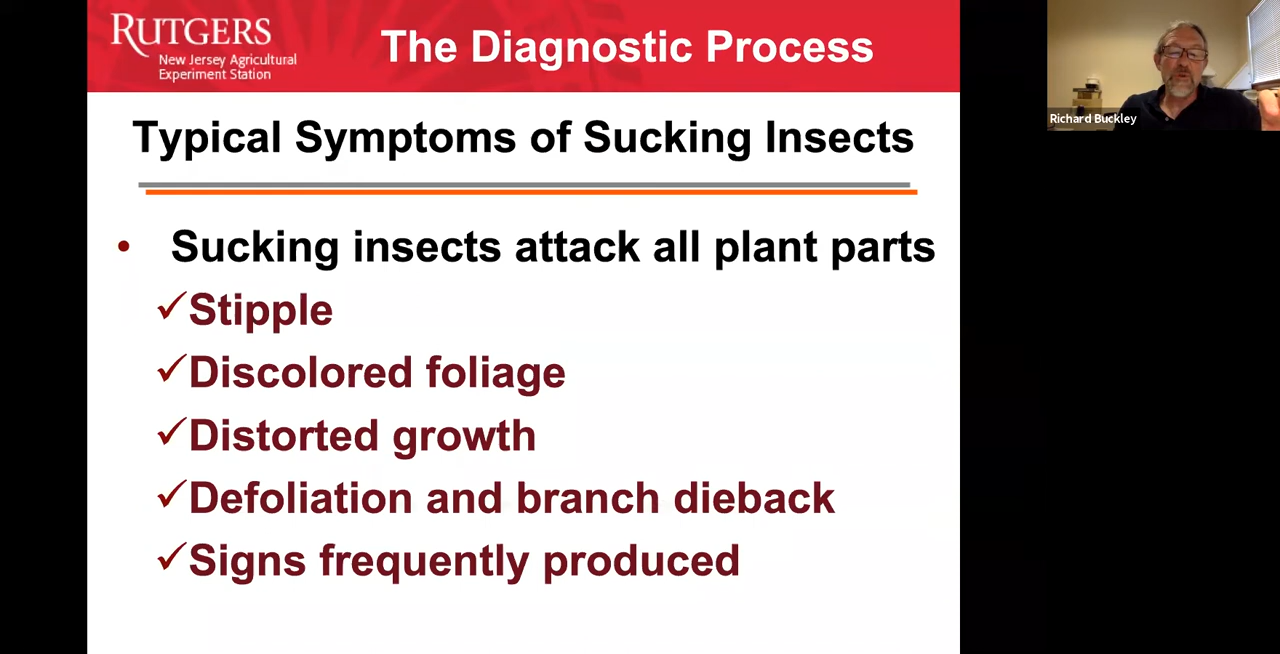 RUTGERS
New Jersey Agricultural
Experiment Station
The Diagnostic Process
Richard Buckley
Typical Symptoms of Sucking Insects
• Sucking insects attack all plant parts
✓Stipple
✓Discolored foliage
✓Distorted growth
✓Defoliation and branch dieback
✓Signs frequently produced